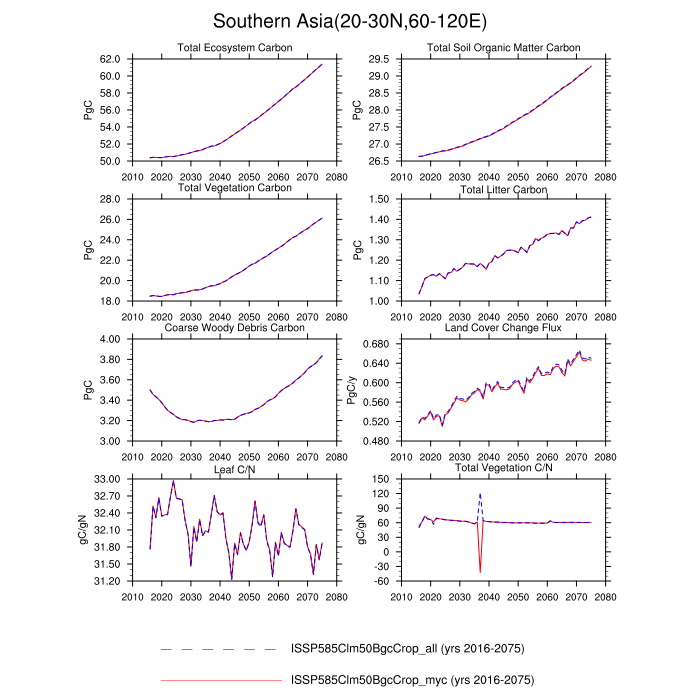 Southern Asia(20-30N,60-120E)
Total Ecosystem Carbon
PgC
62.0
60.0
58.0
56.0
54.0
52.0
50.0
2010 2020 2030 2040 2050 2060 2070 2080
Total Soil Organic Matter Carbon
PgC
29.5
29.0
28.5
28.0
27.5
27.0
26.5
2010 2020 2030 2040 2050 2060 2070 2080
Total Vegetation Carbon
PgC
28.0
26.0
24.0
22.0
20.0
18.0
2010 2020 2030 2040 2050 2060 2070 2080
Total Litter Carbon
PgC
1.50
1.40
1.30
1.20
1.10
1.00
2010 2020 2030 2040 2050 2060 2070 2080
Coarse Woody Debris Carbon
PgC
4.00
3.80
3.60
3.40
3.20
3.00
2010 2020 2030 2040 2050 2060 2070 2080
Land Cover Change Flux
PgC/y
0.680
0.640
0.600
0.560
0.520
0.480
2010 2020 2030 2040 2050 2060 2070 2080
Leaf C/N
gC/gN
33.00
32.70
32.40
32.10
31.80
31.50
31.20
2010 2020 2030 2040 2050 2060 2070 2080
Total Vegetation C/N
gC/gN
150
120
90
60
30
0
-30
-60
2010 2020 2030 2040 2050 2060 2070 2080
ISSP585Clm50BgcCrop_all (yrs 2016-2075)
ISSP585Clm50BgcCrop_myc (yrs 2016-2075)